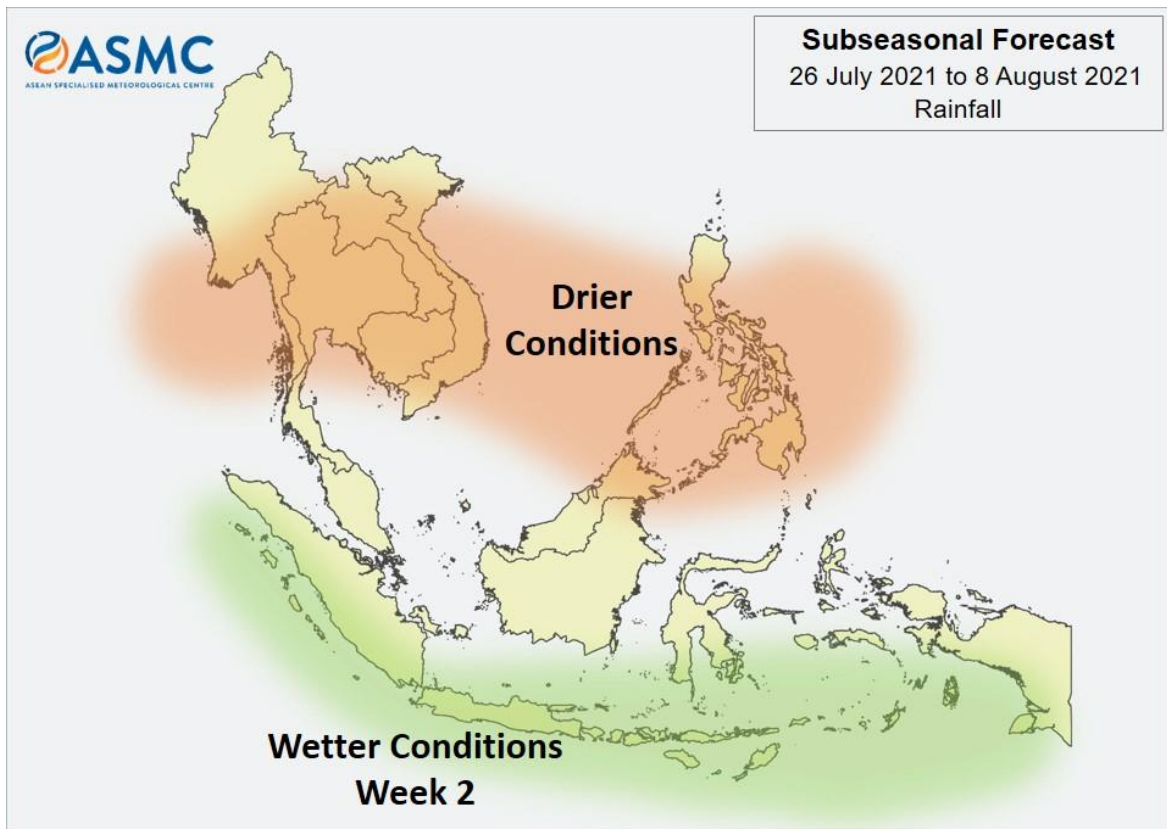 ASMC
ASEAN SPECIALISED METEOROLOGICAL CENTRE
Subseasonal Forecast
26 July 2021 to 8 August 2021
Rainfall
Drier
Conditions
Wetter Conditions
Week 2